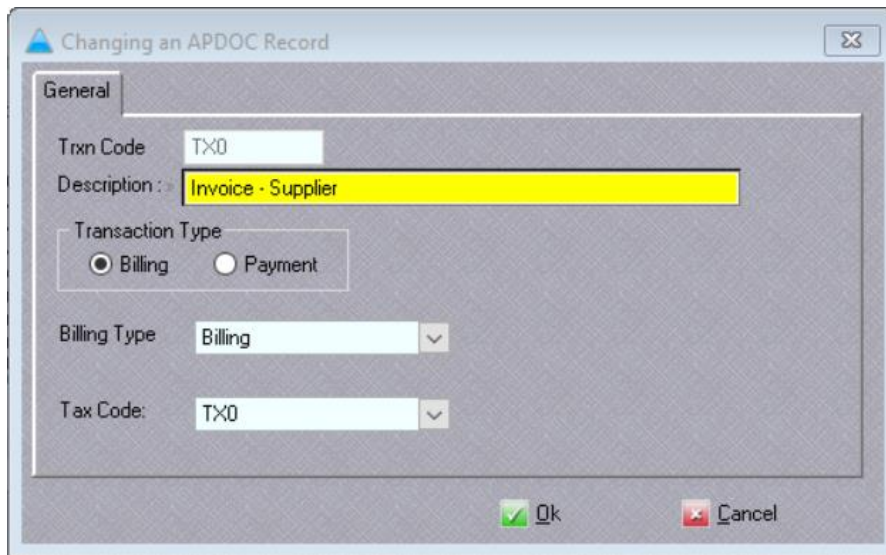 Changing an APDOC Record
General
Trxn Code TX0
Description : Invoice - Supplier
Transaction Type
Billing Payment
Billing Type Billing
Tax Code: TX0
Ok Cancel